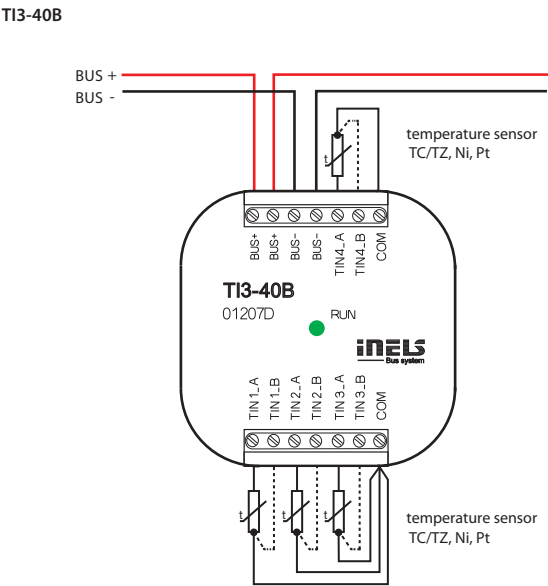 TI3-40B
BUS +
BUS -
temperature sensor
TC/TZ, Ni, Pt
t
BUS+
BUS+
BUS-
BUS-
TIN4_A
TIN4_B
COM
TI3-40B
01207D
RUN
iNELS
Bus system
TIN1_A
TIN1_B
TIN2_A
TIN2_B
TIN3_A
TIN3_B
COM
t
t
t
temperature sensor
TC/TZ, Ni, Pt